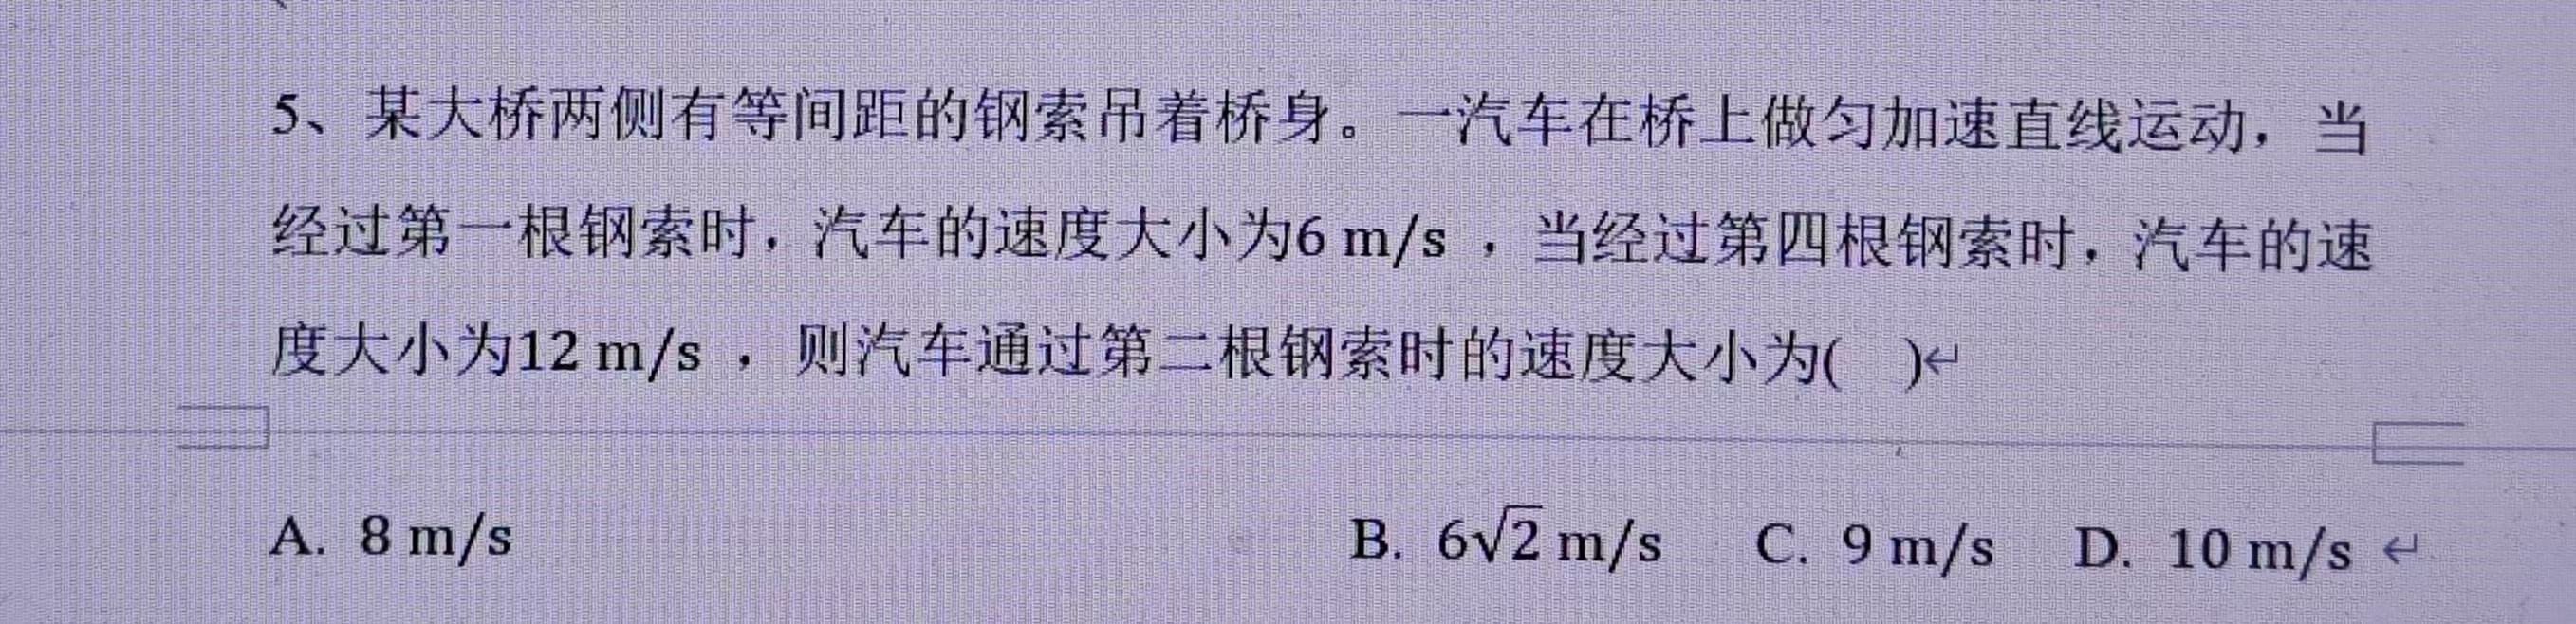 5、某大桥两侧有等间距的钢索吊着桥身。一汽车在桥上做匀加速直线运动，当
经过第一根钢索时，汽车的速度大小为6 m/s ，当经过第四根钢索时，汽车的速
度大小为12 m/s ，则汽车通过第二根钢索时的速度大小为(   )↵
A. 8 m/s B. 6√2 m/s C. 9 m/s D. 10 m/s ↵